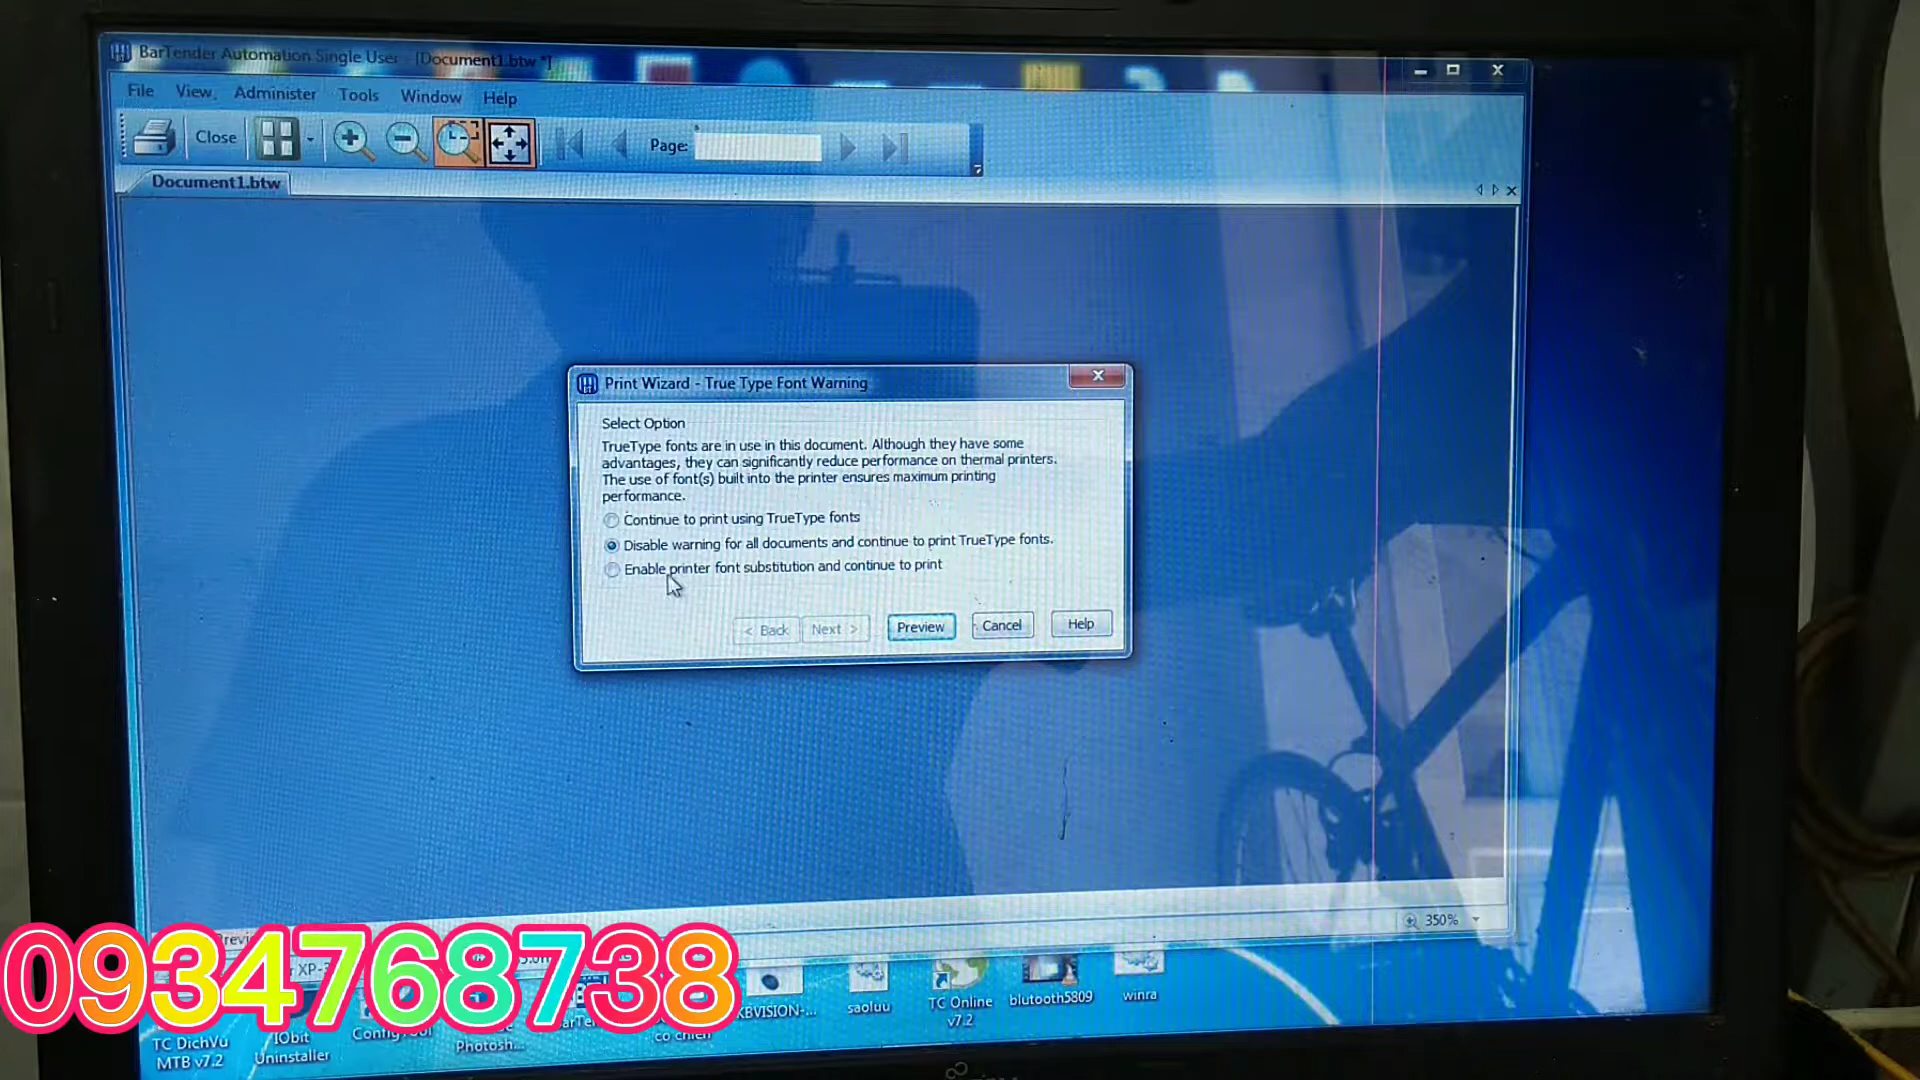 BarTender Automation Single User - [Document1.btw *]
File View Administer Tools Window Help
Close Page:
Document1.btw
Print Wizard - True Type Font Warning
Select Option
TrueType fonts are in use in this document. Although they have some
advantages, they can significantly reduce performance on thermal printers.
The use of font(s) built into the printer ensures maximum printing
performance.
Continue to print using TrueType fonts
Disable warning for all documents and continue to print TrueType fonts.
Enable printer font substitution and continue to print
< Back Next > Preview Cancel Help
350%
0934768738
TC DichVu
MTB v7.2
IObit
Uninstaller
Photosh...
KBVISION-...
saoluu
TC Online
v7.2
blutooth5809
winra